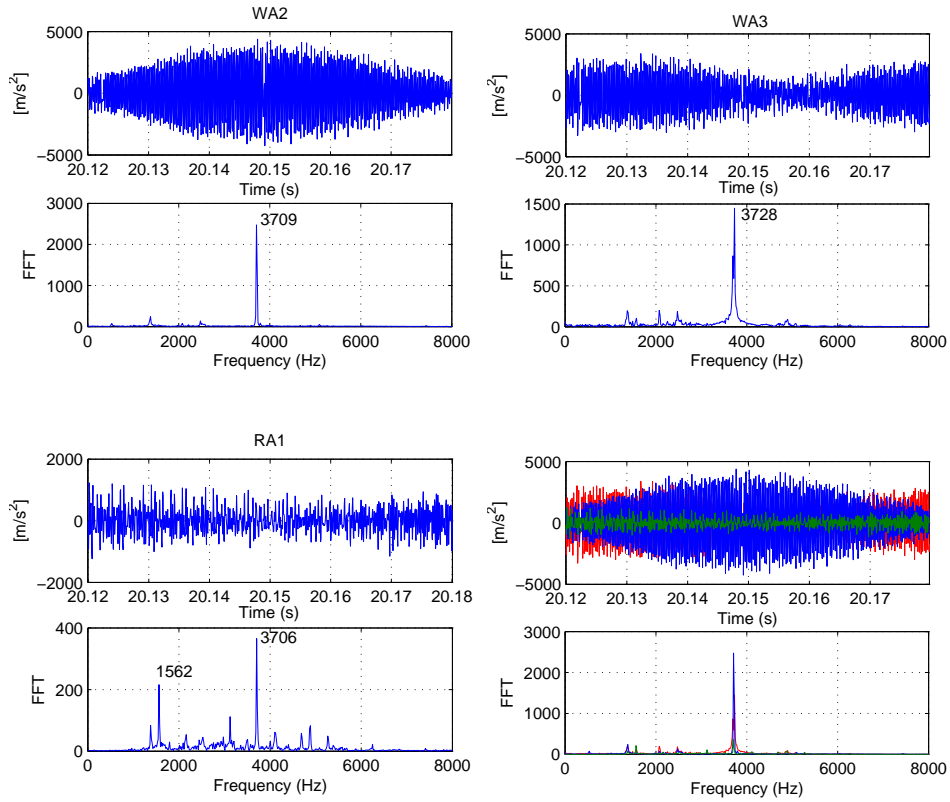 WA2
5000
0
−5000
[m/s²]
20.12 20.13 20.14 20.15 20.16 20.17
Time (s)
3000
2000
1000
0
FFT
3709
0 2000 4000 6000 8000
Frequency (Hz)
WA3
5000
0
−5000
[m/s²]
20.12 20.13 20.14 20.15 20.16 20.17
Time (s)
1500
1000
500
0
FFT
3728
0 2000 4000 6000 8000
Frequency (Hz)
RA1
2000
0
−2000
[m/s²]
20.12 20.13 20.14 20.15 20.16 20.17 20.18
Time (s)
400
200
0
FFT
1562
3706
0 2000 4000 6000 8000
Frequency (Hz)
5000
0
−5000
[m/s²]
20.12 20.13 20.14 20.15 20.16 20.17
Time (s)
3000
2000
1000
0
FFT
0 2000 4000 6000 8000
Frequency (Hz)